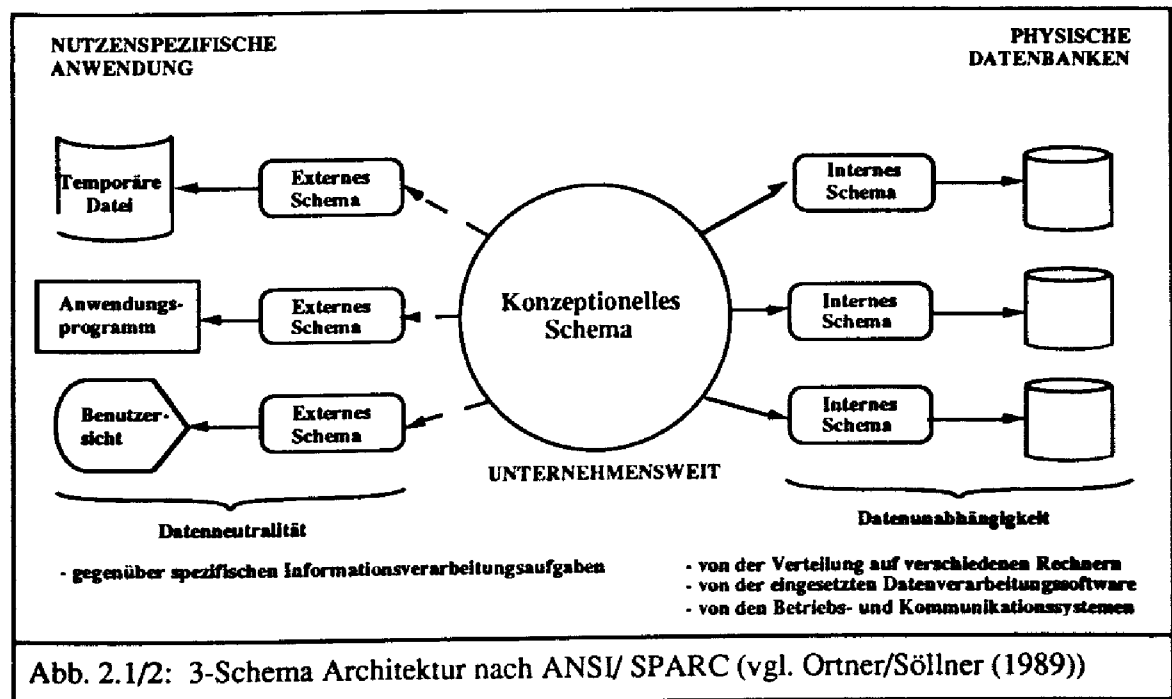 NUTZENSPEZIFISCHE
ANWENDUNG
PHYSISCHE
DATENBANKEN
Temporäre
Datei
Externes
Schema
Internes
Schema
Anwendungs-
programm
Externes
Schema
Konzeptionelles
Schema
Internes
Schema
Benutzer-
sicht
Externes
Schema
Internes
Schema
UNTERNEHMENSWEIT
Datenneutralität
Datenunabhängigkeit
- gegenüber spezifischen Informationsverarbeitungsaufgaben
- von der Verteilung auf verschiedenen Rechnern
- von der eingesetzten Datenverarbeitungssoftware
- von den Betriebs- und Kommunikationssystemen
Abb. 2.1/2: 3-Schema Architektur nach ANSI/ SPARC (vgl. Ortner/Söllner (1989))